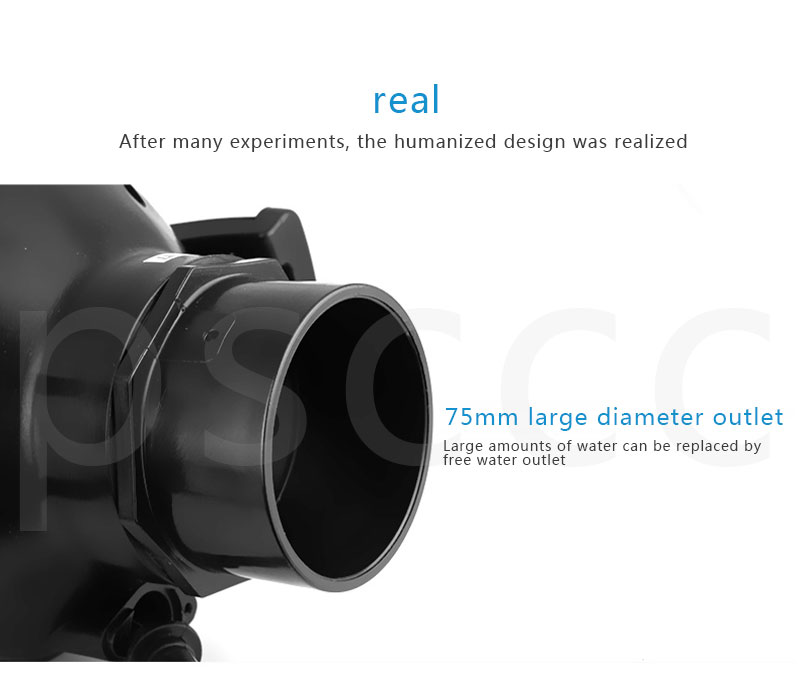 real
After many experiments, the humanized design was realized
psccc
75mm large diameter outlet
Large amounts of water can be replaced by
free water outlet